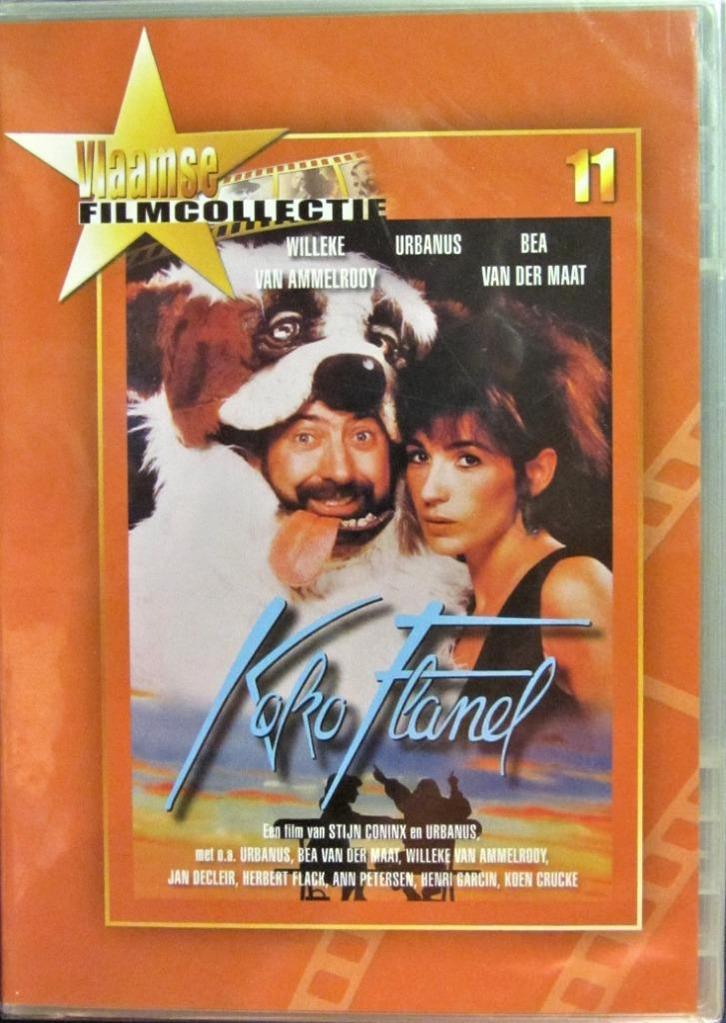 Vlaamse
FILMCOLLECTIE
11
WILLEKE
VAN AMMELROOY
URBANUS
BEA
VAN DER MAAT
Koko Flanel
Een film van STIJN CONINX en URBANUS,
met o.a. URBANUS, BEA VAN DER MAAT, WILLEKE VAN AMMELROOY,
JAN DECLEIR, HERBERT FLACK, ANN PETERSEN, HENRI GARCIN, KOEN CRUCKE